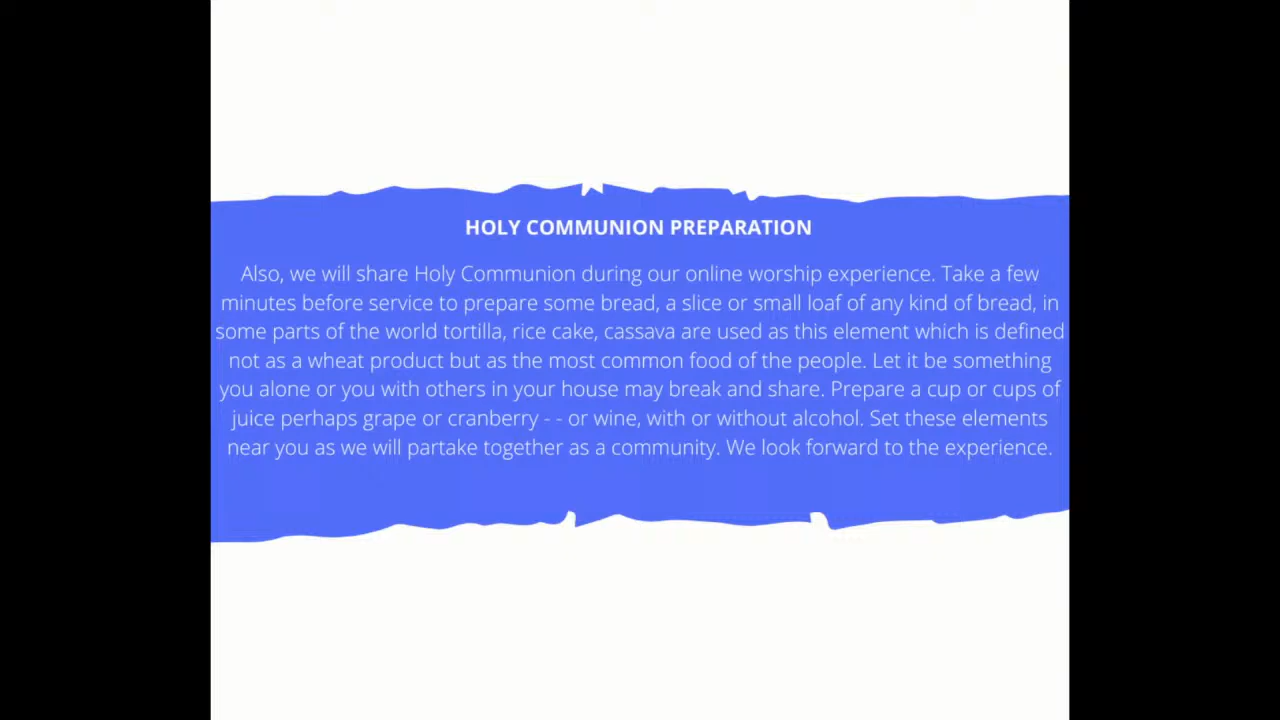 HOLY COMMUNION PREPARATION
Also, we will share Holy Communion during our online worship experience. Take a few
minutes before service to prepare some bread, a slice or small loaf of any kind of bread, in
some parts of the world tortilla, rice cake, cassava are used as this element which is defined
not as a wheat product but as the most common food of the people. Let it be something
you alone or you with others in your house may break and share. Prepare a cup or cups of
juice perhaps grape or cranberry - - or wine, with or without alcohol. Set these elements
near you as we will partake together as a community. We look forward to the experience.